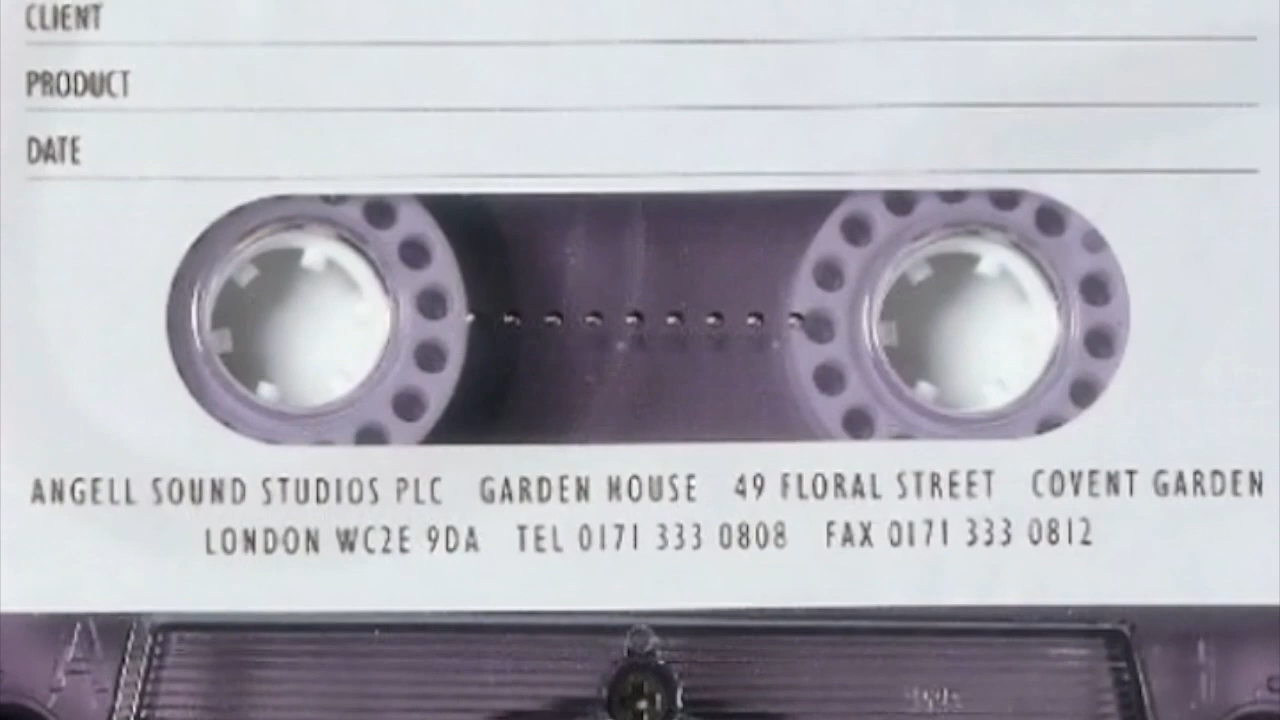 CLIENT
PRODUCT
DATE
ANGELL SOUND STUDIOS PLC GARDEN HOUSE 49 FLORAL STREET COVENT GARDEN
LONDON WC2E 9DA TEL 0171 333 0808 FAX 0171 333 0812
A